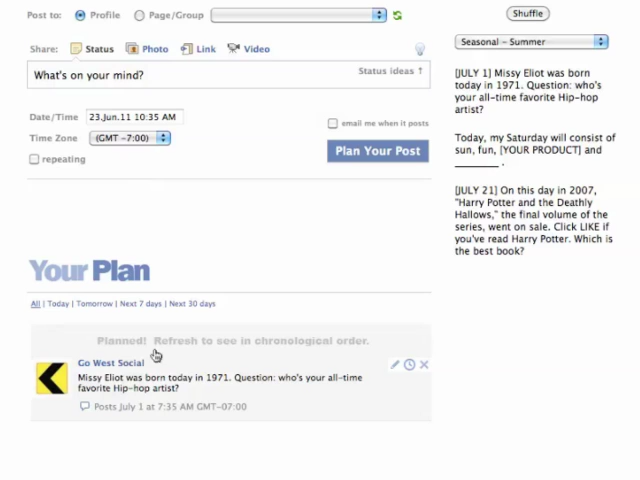 Post to: Profile Page/Group
Shuffle
Seasonal - Summer
Share: Status Photo Link Video
What's on your mind?
Status ideas ↑
[JULY 1] Missy Eliot was born
today in 1971. Question: who's
your all-time favorite Hip-hop
artist?
Date/Time 23.Jun.11 10:35 AM
email me when it posts
Time Zone (GMT -7:00)
Plan Your Post
repeating
Today, my Saturday will consist of
sun, fun, [YOUR PRODUCT] and
_______ .
[JULY 21] On this day in 2007,
"Harry Potter and the Deathly
Hallows," the final volume of the
series, went on sale. Click LIKE if
you've read Harry Potter. Which is
the best book?
Your Plan
All | Today | Tomorrow | Next 7 days | Next 30 days
Planned! Refresh to see in chronological order.
Go West Social
Missy Eliot was born today in 1971. Question: who's your all-time
favorite Hip-hop artist?
Posts July 1 at 7:35 AM GMT-07:00